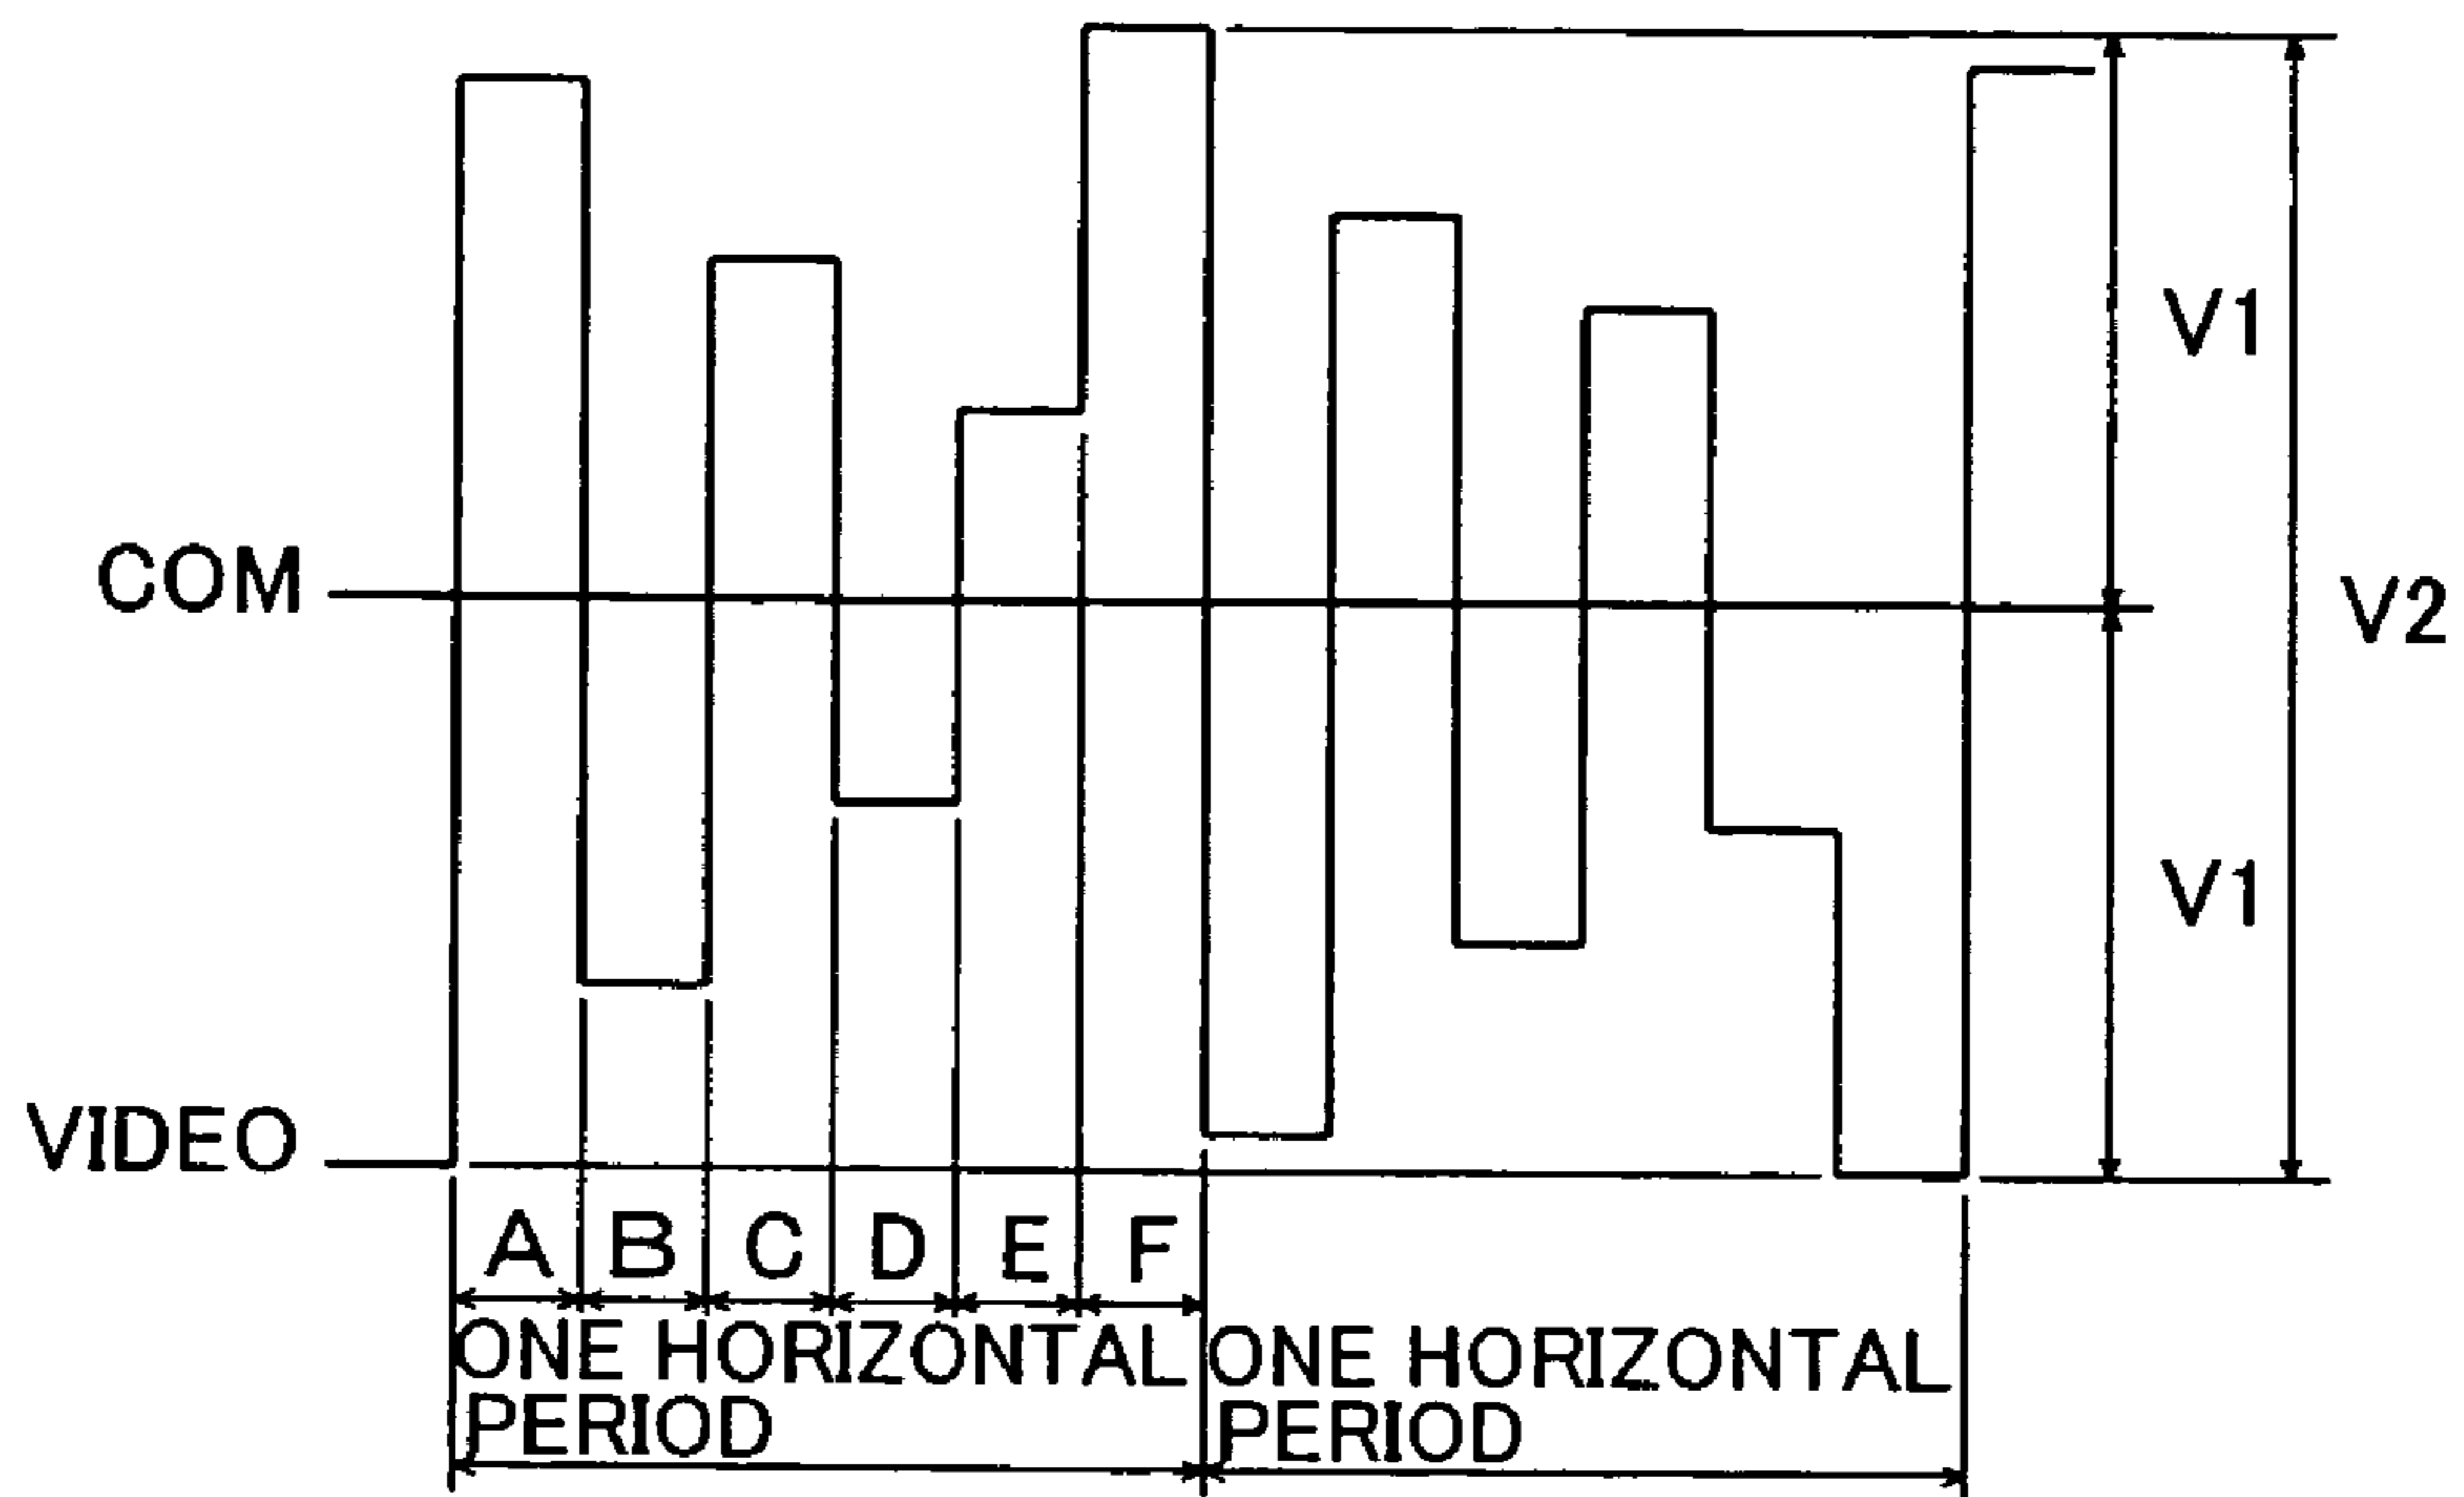 V1
COM
V2
V1
VIDEO
A B C D E F
ONE HORIZONTAL
PERIOD
ONE HORIZONTAL
PERIOD